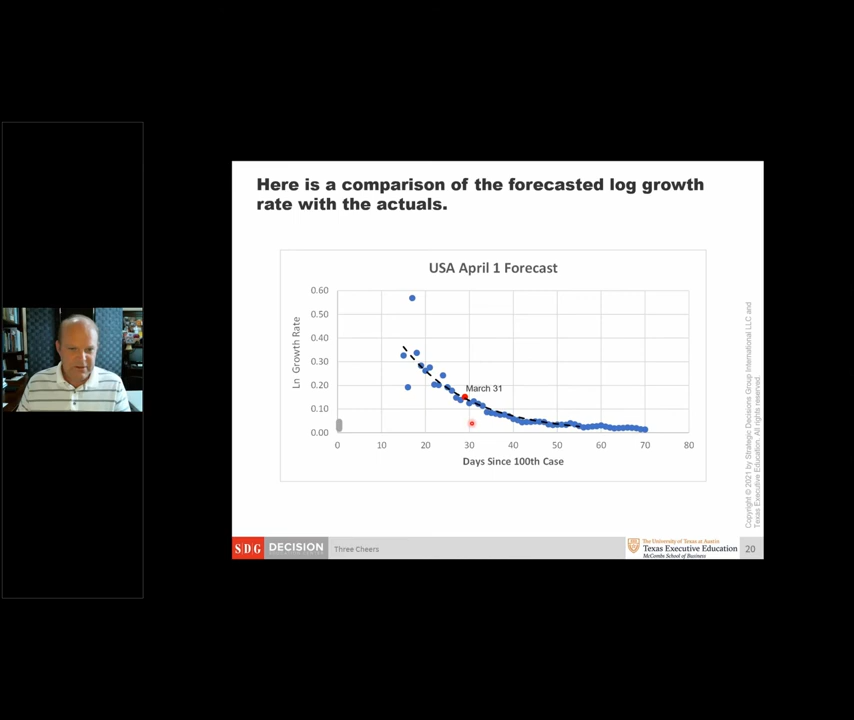 Here is a comparison of the forecasted log growth
rate with the actuals.
USA April 1 Forecast
Ln Growth Rate
0.60
0.50
0.40
0.30
0.20
0.10
0.00
March 31
0 10 20 30 40 50 60 70 80
Days Since 100th Case
Copyright © 2021 by Strategic Decisions Group International LLC and
Texas Executive Education. All rights reserved.
SDG DECISION Three Cheers
The University of Texas at Austin
Texas Executive Education
McCombs School of Business
20